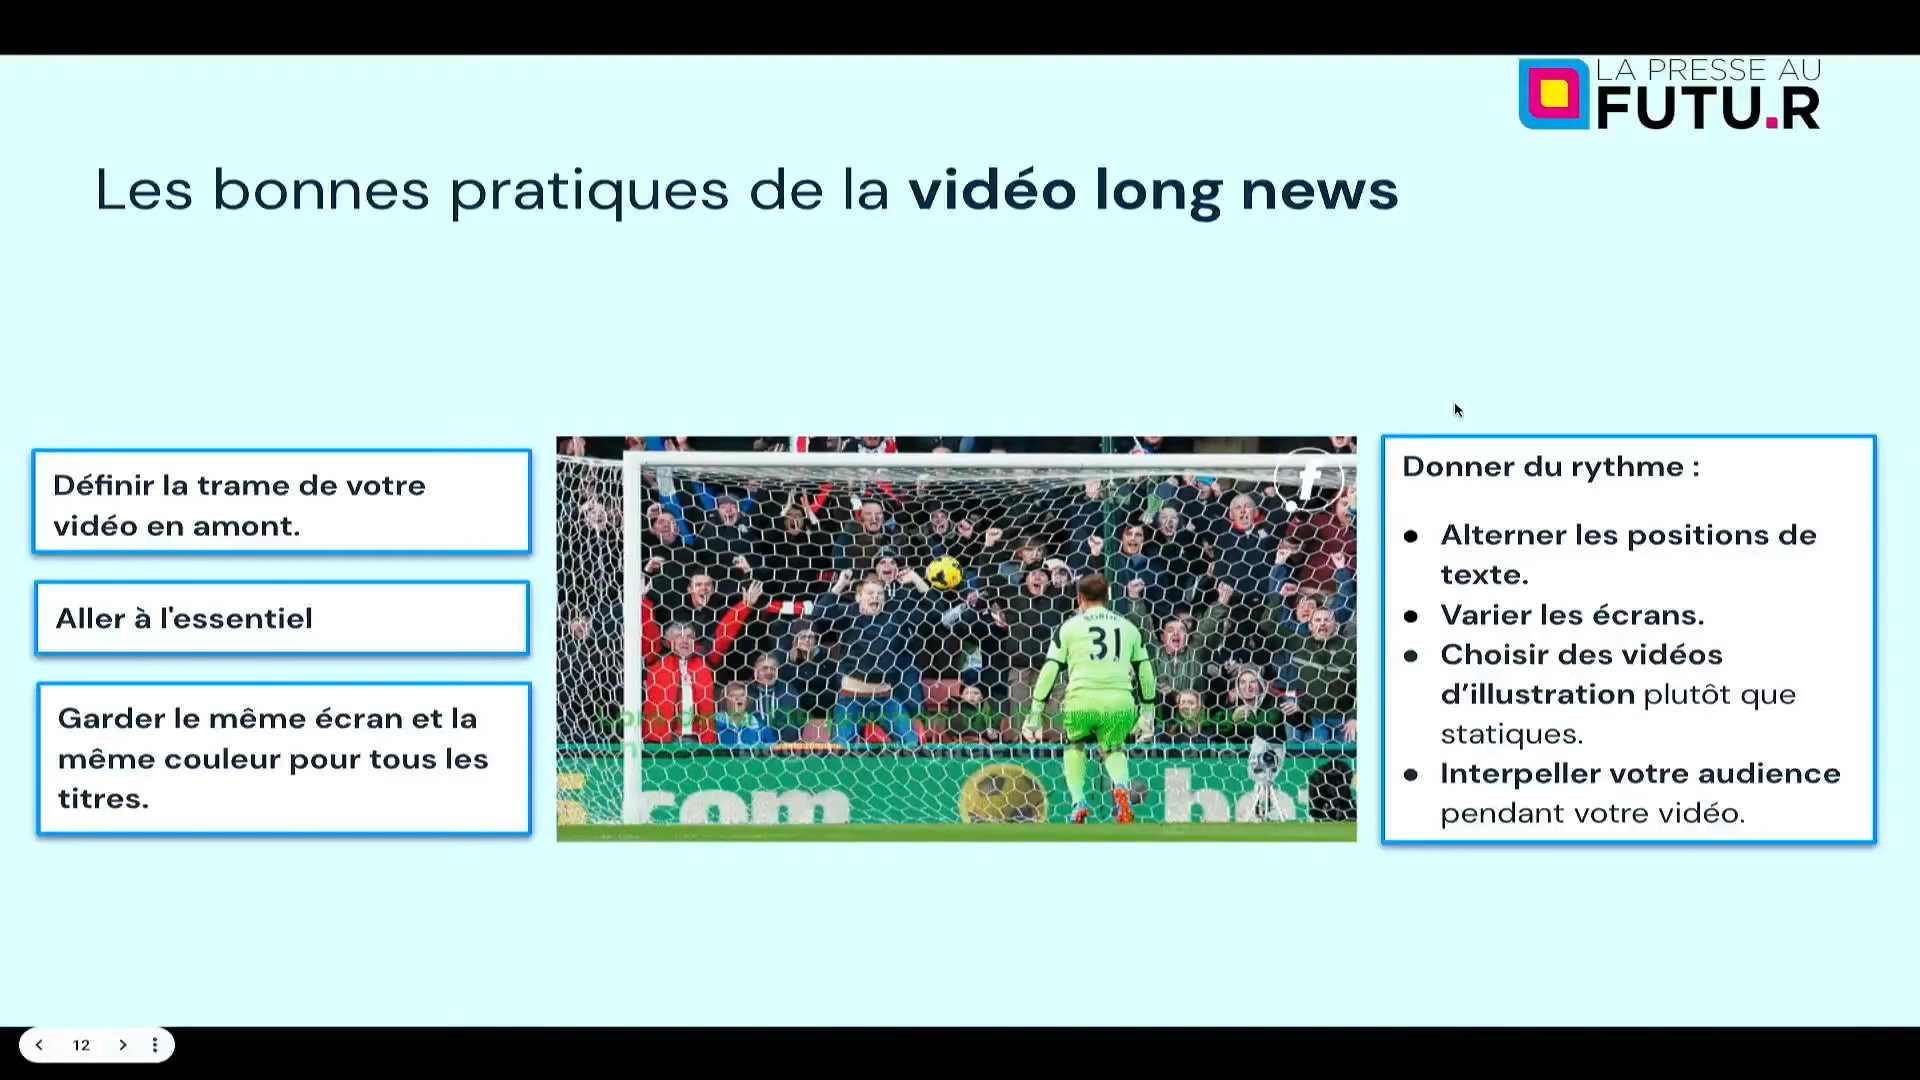 LA PRESSE AU
FUTU.R
Les bonnes pratiques de la vidéo long news
Définir la trame de votre
vidéo en amont.
Aller à l'essentiel
Garder le même écran et la
même couleur pour tous les
titres.
f
31
.com
bet
Donner du rythme :
● Alterner les positions de
texte.
● Varier les écrans.
● Choisir des vidéos
d’illustration plutôt que
statiques.
● Interpeller votre audience
pendant votre vidéo.
12